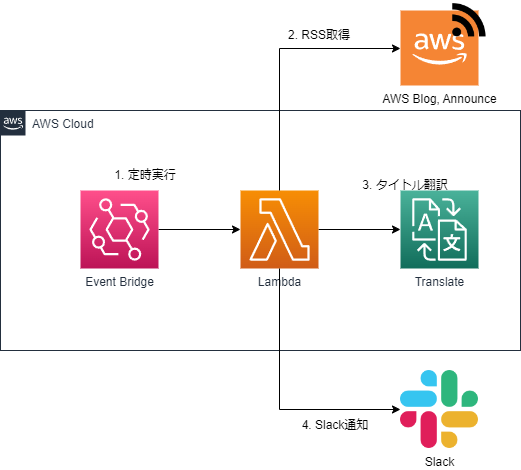 2. RSS取得
aws
AWS Blog, Announce
aws
AWS Cloud
1. 定時実行
3. タイトル翻訳
A
文
Event Bridge
Lambda
Translate
4. Slack通知
Slack